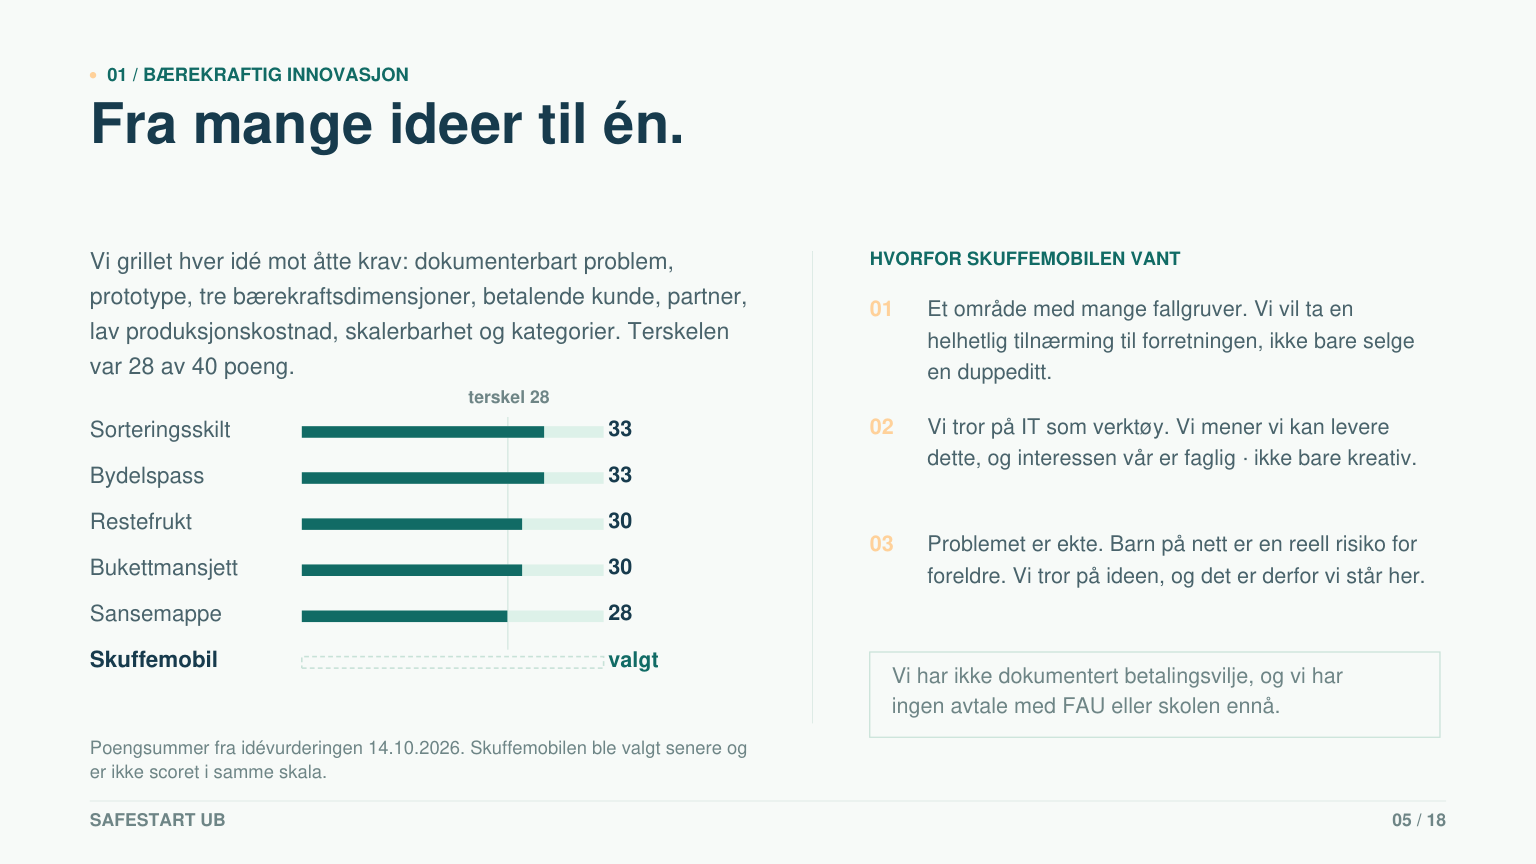 01 / BÆREKRAFTIG INNOVASJON
Fra mange ideer til én.
Vi grillet hver idé mot åtte krav: dokumenterbart problem,
prototype, tre bærekraftsdimensjoner, betalende kunde, partner,
lav produksjonskostnad, skalerbarhet og kategorier. Terskelen
var 28 av 40 poeng.
terskel 28
Sorteringsskilt 33
Bydelspass 33
Restefrukt 30
Bukettmansjett 30
Sansemappe 28
Skuffemobil valgt
Poengsummer fra idévurderingen 14.10.2026. Skuffemobilen ble valgt senere og
er ikke scoret i samme skala.
HVORFOR SKUFFEMOBILEN VANT
01 Et område med mange fallgruver. Vi vil ta en
helhetlig tilnærming til forretningen, ikke bare selge
en duppeditt.
02 Vi tror på IT som verktøy. Vi mener vi kan levere
dette, og interessen vår er faglig · ikke bare kreativ.
03 Problemet er ekte. Barn på nett er en reell risiko for
foreldre. Vi tror på ideen, og det er derfor vi står her.
Vi har ikke dokumentert betalingsvilje, og vi har
ingen avtale med FAU eller skolen ennå.
SAFESTART UB
05 / 18